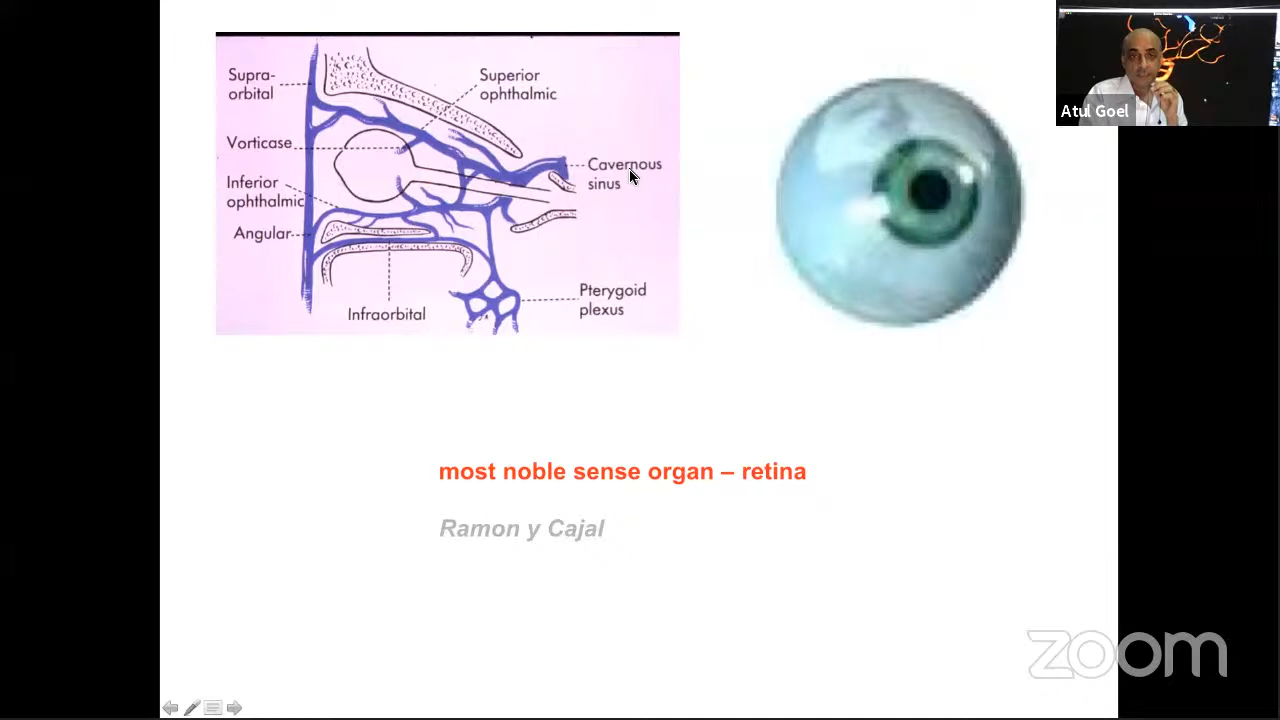 Supra-
orbital
Superior
ophthalmic
Vorticase
Cavernous
sinus
Inferior
ophthalmic
Angular
Infraorbital
Pterygoid
plexus
Atul Goel
most noble sense organ – retina
Ramon y Cajal
zoom